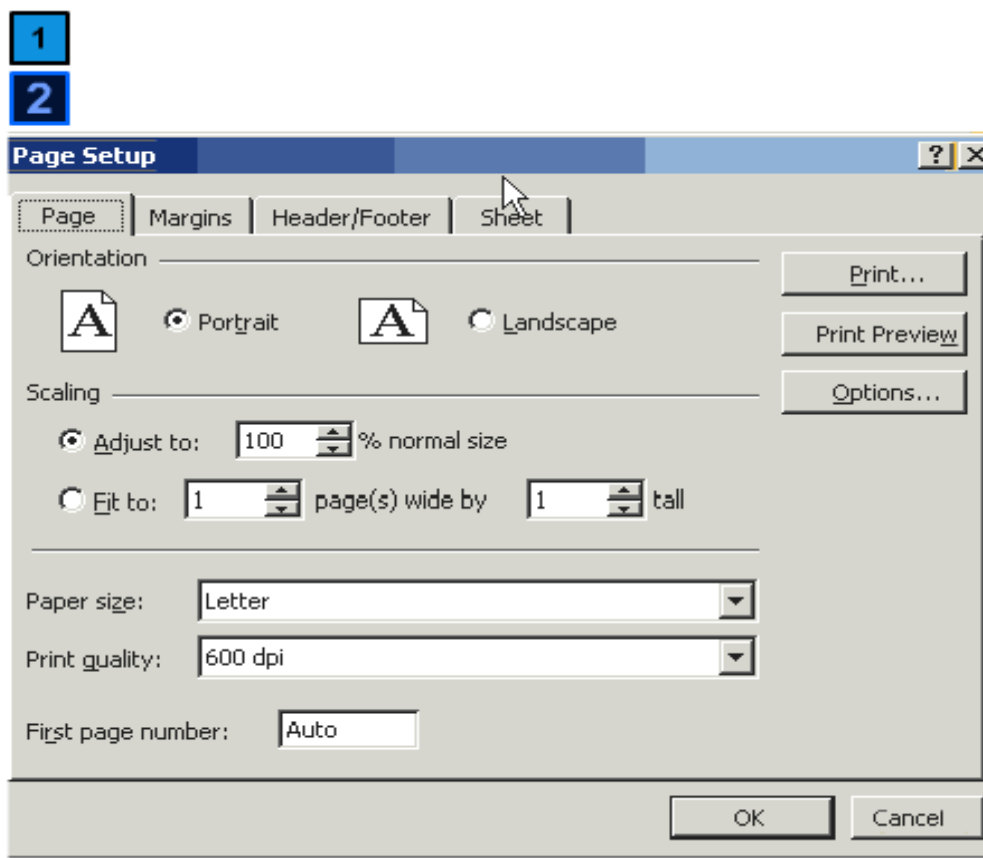 1
2
Page Setup ? X
Page Margins Header/Footer Sheet
Orientation
Print...
A Portrait A Landscape
Print Preview
Scaling
Options...
Adjust to: 100 % normal size
Fit to: 1 page(s) wide by 1 tall
Paper size: Letter
Print quality: 600 dpi
First page number: Auto
OK Cancel